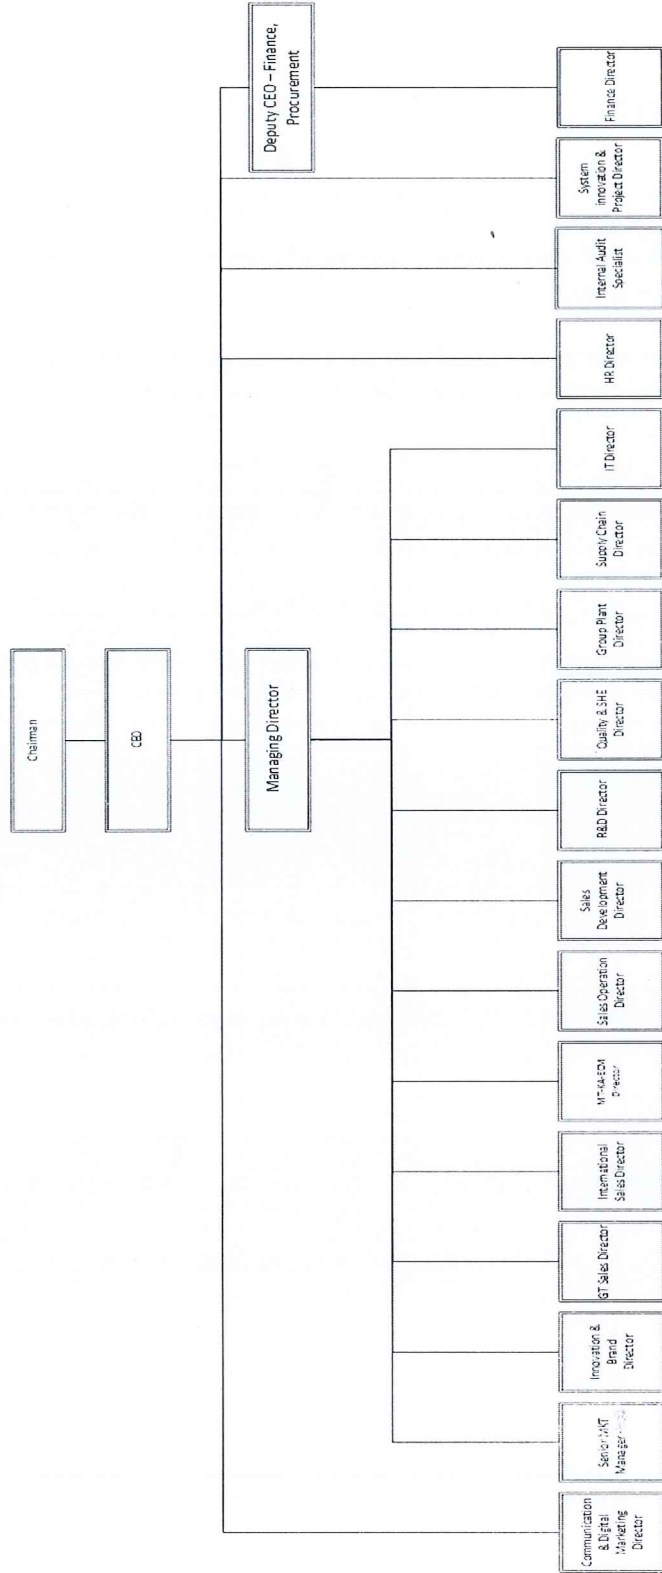 Chairman
CEO
Managing Director
Deputy CEO – Finance,
Procurement
Communication
& Digital
Marketing
Director
Senior MKT
Manager
Innovation &
Brand
Director
GT Sales Director
International
Sales Director
MT-KA-ECM
Director
Sales Operation
Director
Sales
Development
Director
R&D Director
Quality & SHE
Director
Group Plant
Director
Supply Chain
Director
IT Director
HR Director
Internal Audit
Specialist
System
Innovation &
Project Director
Finance Director